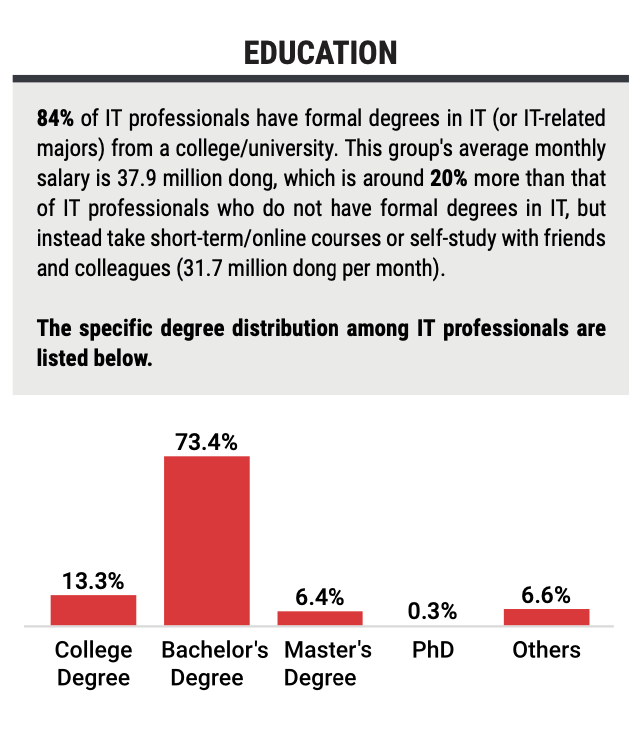 EDUCATION
84% of IT professionals have formal degrees in IT (or IT-related
majors) from a college/university. This group's average monthly
salary is 37.9 million dong, which is around 20% more than that
of IT professionals who do not have formal degrees in IT, but
instead take short-term/online courses or self-study with friends
and colleagues (31.7 million dong per month).
The specific degree distribution among IT professionals are
listed below.
73.4%
13.3%
6.4%
0.3%
6.6%
College
Degree
Bachelor's
Degree
Master's
Degree
PhD
Others